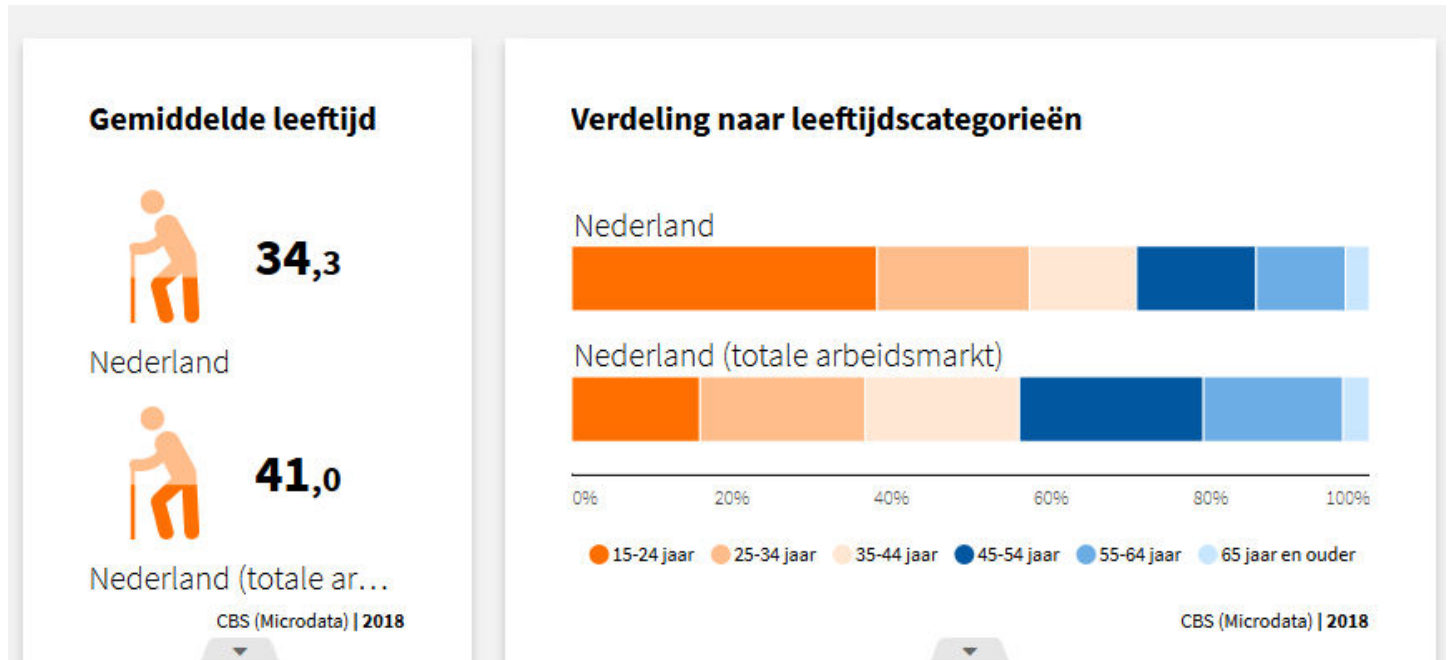 Gemiddelde leeftijd
34,3
Nederland
41,0
Nederland (totale ar...
CBS (Microdata) | 2018
Verdeling naar leeftijdscategorieën
Nederland
Nederland (totale arbeidsmarkt)
0% 20% 40% 60% 80% 100%
15-24 jaar 25-34 jaar 35-44 jaar 45-54 jaar 55-64 jaar 65 jaar en ouder
CBS (Microdata) | 2018